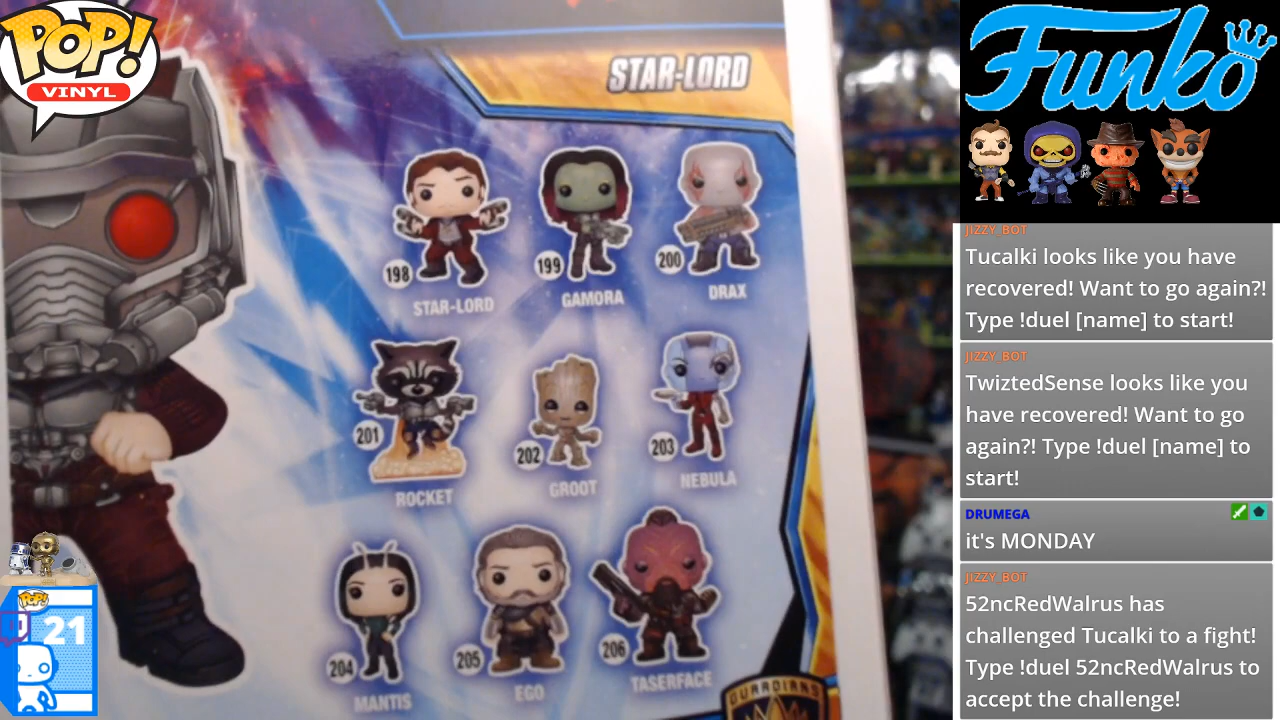 POP!
VINYL
STAR-LORD
198
STAR-LORD
199
GAMORA
200
DRAX
201
ROCKET
202
GROOT
203
NEBULA
204
MANTIS
205
EGO
206
TASERFACE
GUARDIANS
POP!
21
Funko
JIZZY_BOT
Tucalki looks like you have
recovered! Want to go again?!
Type !duel [name] to start!
JIZZY_BOT
TwiztedSense looks like you
have recovered! Want to go
again?! Type !duel [name] to
start!
DRUMEGA
it's MONDAY
JIZZY_BOT
52ncRedWalrus has
challenged Tucalki to a fight!
Type !duel 52ncRedWalrus to
accept the challenge!